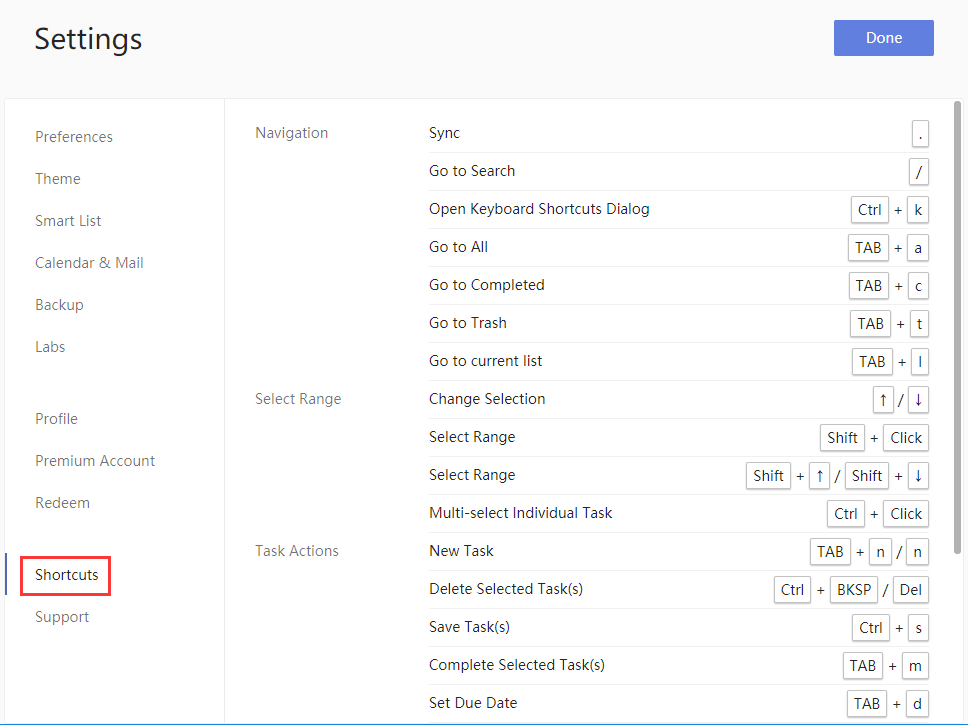 Settings
Done
Preferences
Theme
Smart List
Calendar & Mail
Backup
Labs
Profile
Premium Account
Redeem
Shortcuts
Support
Navigation
Sync .
Go to Search /
Open Keyboard Shortcuts Dialog Ctrl + k
Go to All TAB + a
Go to Completed TAB + c
Go to Trash TAB + t
Go to current list TAB + l
Select Range
Change Selection ↑ / ↓
Select Range Shift + Click
Select Range Shift + ↑ / Shift + ↓
Multi-select Individual Task Ctrl + Click
Task Actions
New Task TAB + n / n
Delete Selected Task(s) Ctrl + BKSP / Del
Save Task(s) Ctrl + s
Complete Selected Task(s) TAB + m
Set Due Date TAB + d